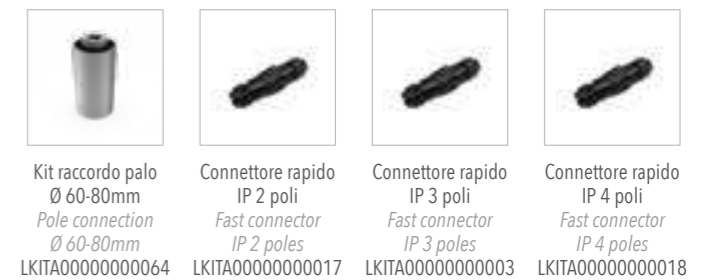 Kit raccordo palo
Ø 60-80mm
Pole connection
Ø 60-80mm
LKITA00000000064
Connettore rapido
IP 2 poli
Fast connector
IP 2 poles
LKITA00000000017
Connettore rapido
IP 3 poli
Fast connector
IP 3 poles
LKITA00000000003
Connettore rapido
IP 4 poli
Fast connector
IP 4 poles
LKITA00000000018